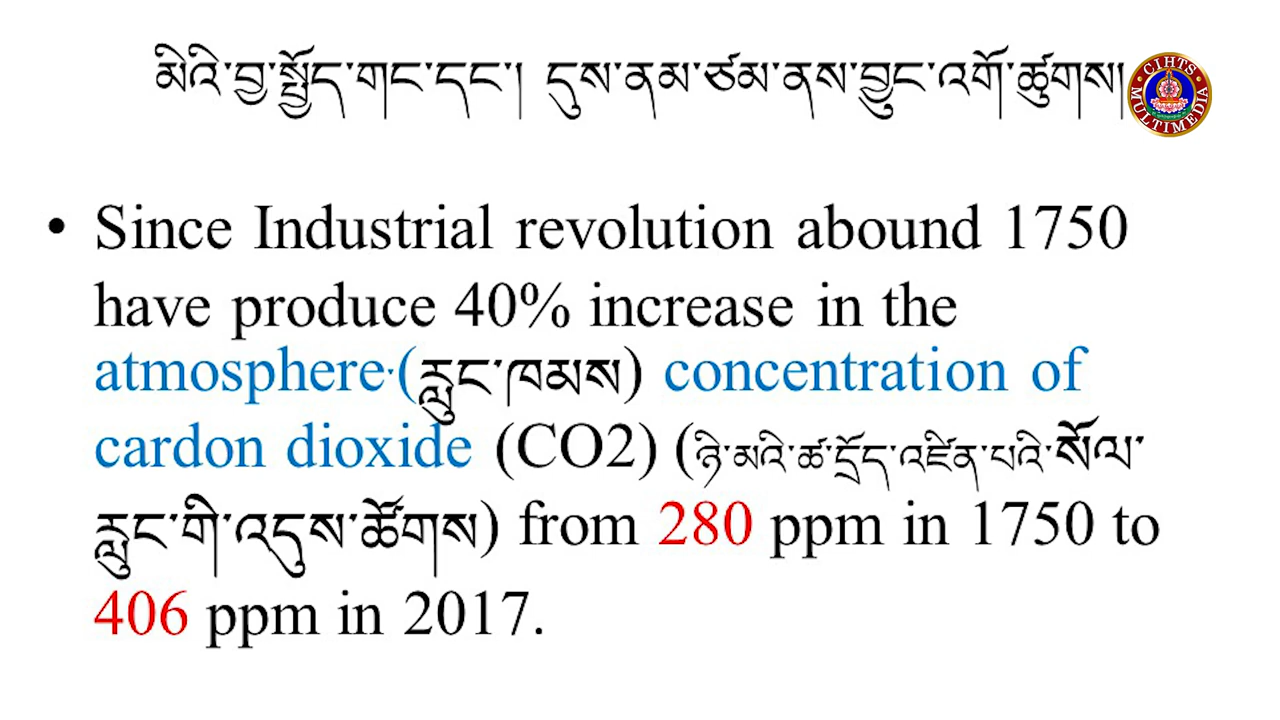 མིའི་བྱ་སྤྱོད་གང་དང་། དུས་ནམ་ཙམ་ནས་བྱུང་འགོ་ཚུགས།
CIHTS
MULTIMEDIA
• Since Industrial revolution abound 1750
have produce 40% increase in the
atmosphere་(རླུང་ཁམས) concentration of
cardon dioxide (CO2) (ཉི་མའི་ཚ་དྲོད་འཛིན་པའི་སོལ་
རླུང་གི་འདུས་ཚོགས) from 280 ppm in 1750 to
406 ppm in 2017.